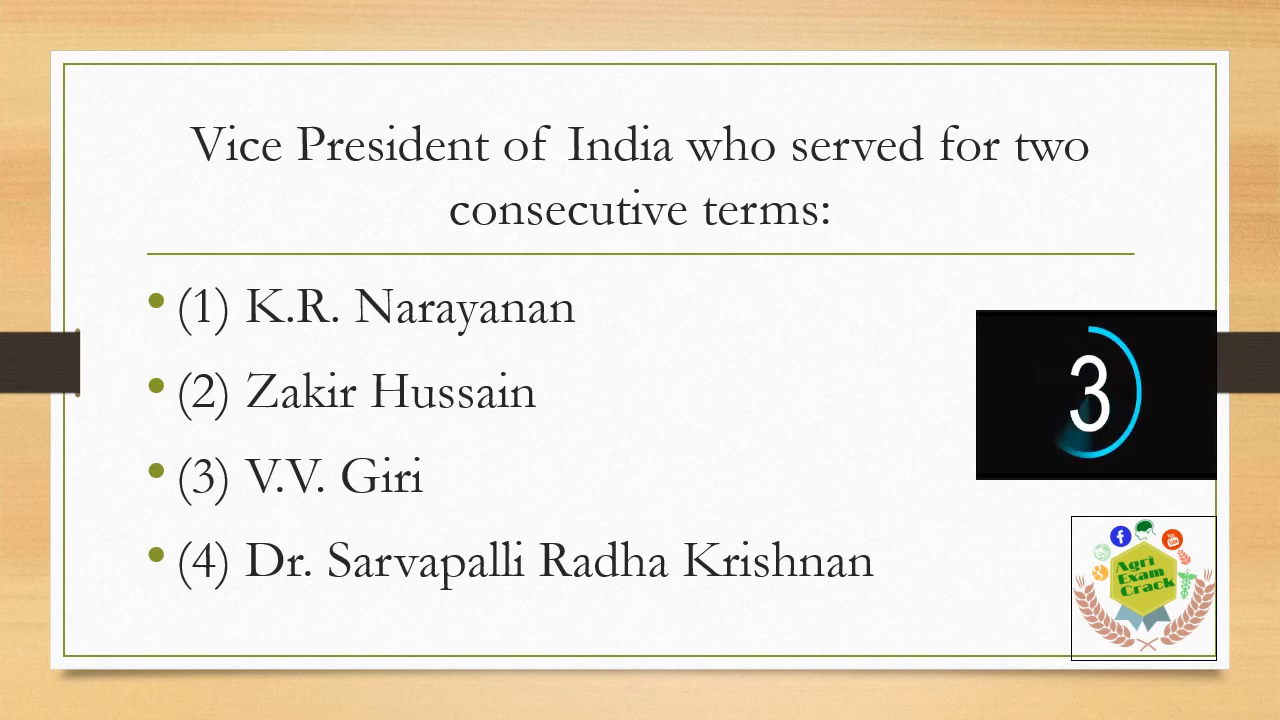 Vice President of India who served for two
consecutive terms:
• (1) K.R. Narayanan
• (2) Zakir Hussain
3
• (3) V.V. Giri
• (4) Dr. Sarvapalli Radha Krishnan
Agri
Exam
Crack